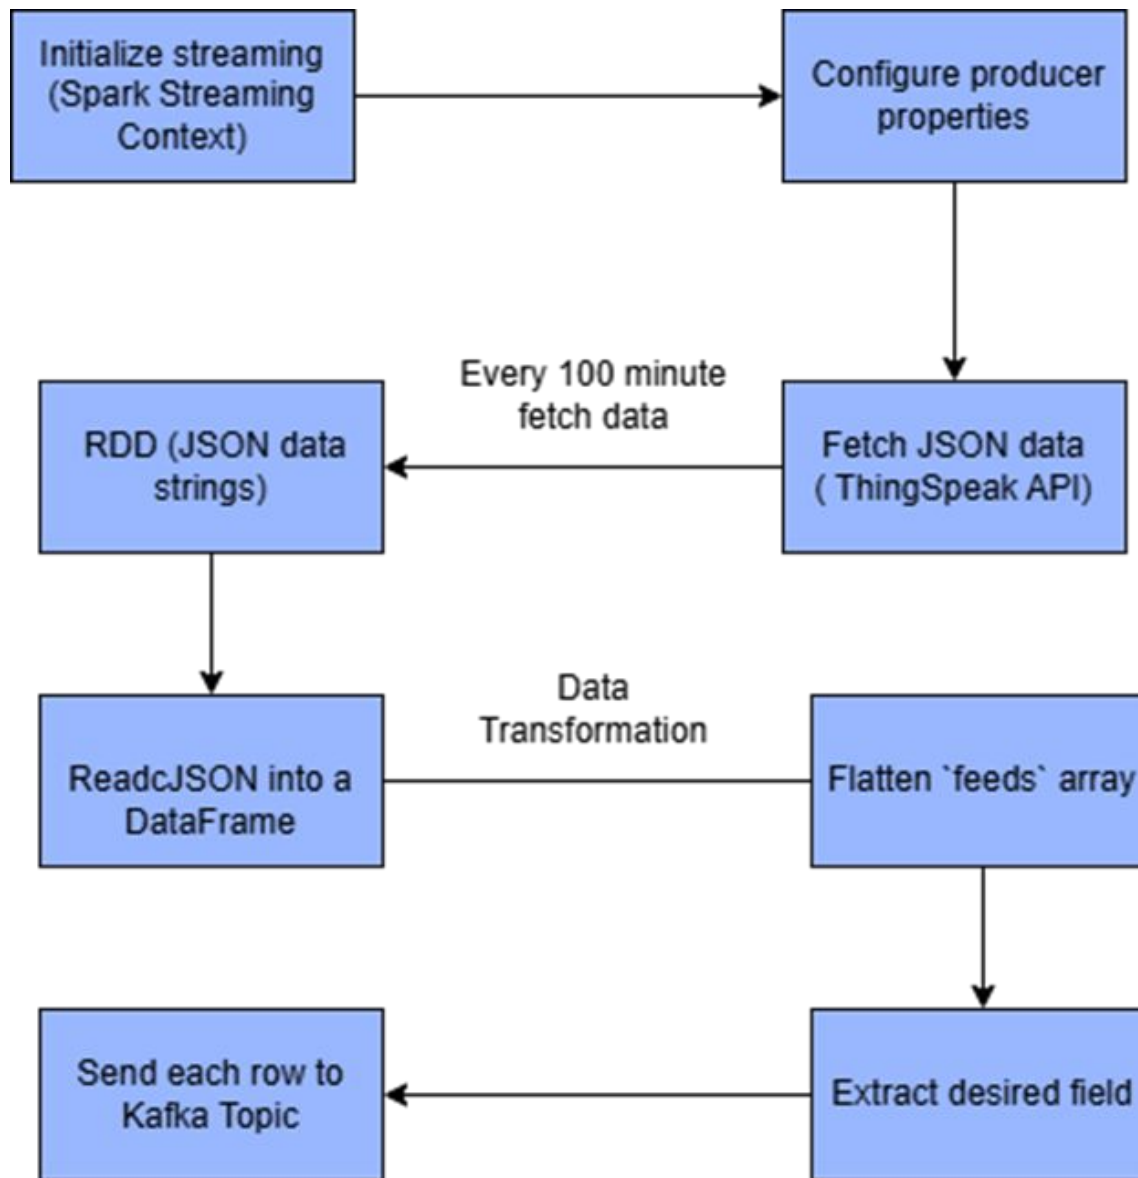 Initialize streaming
(Spark Streaming
Context)
Configure producer
properties
Every 100 minute
fetch data
RDD (JSON data
strings)
Fetch JSON data
( ThingSpeak API)
Data
Transformation
ReadcJSON into a
DataFrame
Flatten `feeds` array
Send each row to
Kafka Topic
Extract desired field